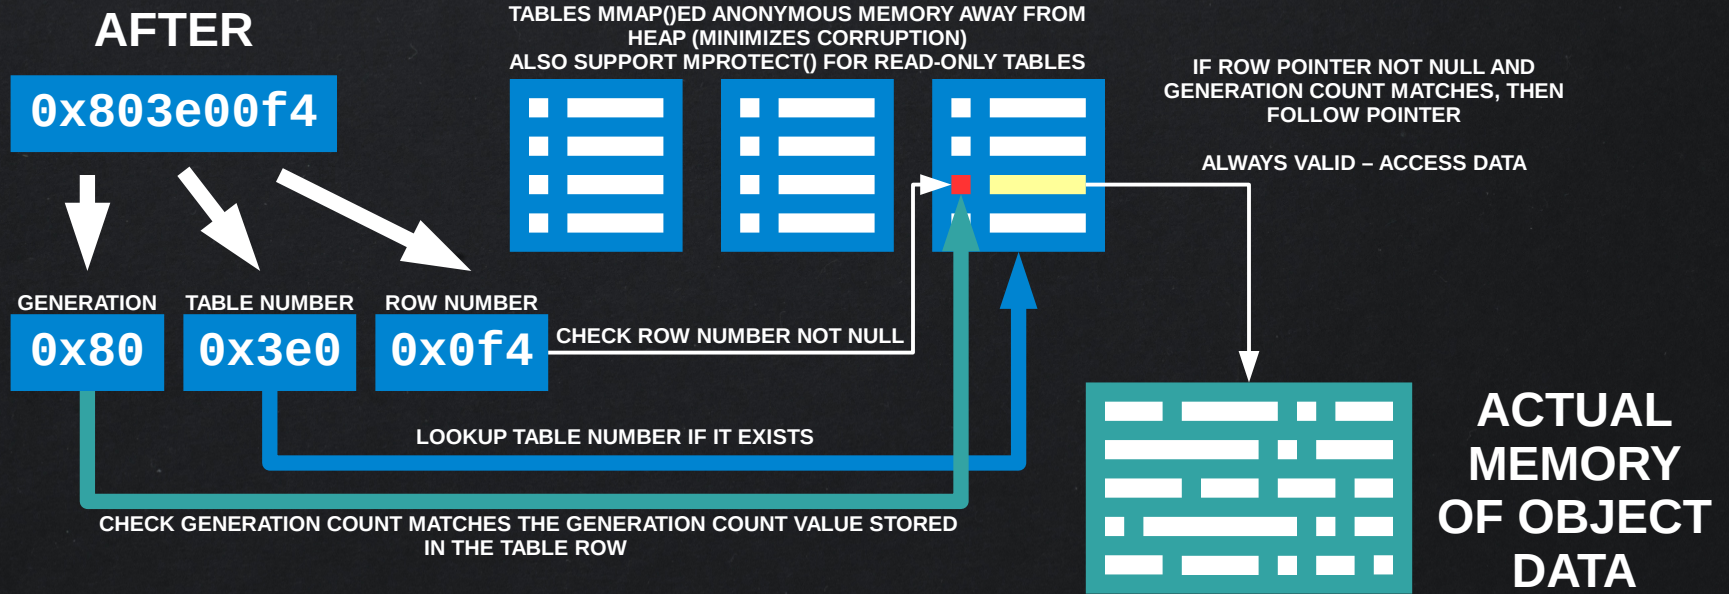 AFTER
0x803e00f4
TABLES MMAP()ED ANONYMOUS MEMORY AWAY FROM
HEAP (MINIMIZES CORRUPTION)
ALSO SUPPORT MPROTECT() FOR READ-ONLY TABLES
IF ROW POINTER NOT NULL AND
GENERATION COUNT MATCHES, THEN
FOLLOW POINTER
ALWAYS VALID – ACCESS DATA
GENERATION
0x80
TABLE NUMBER
0x3e0
ROW NUMBER
0x0f4
CHECK ROW NUMBER NOT NULL
LOOKUP TABLE NUMBER IF IT EXISTS
CHECK GENERATION COUNT MATCHES THE GENERATION COUNT VALUE STORED
IN THE TABLE ROW
ACTUAL
MEMORY
OF OBJECT
DATA